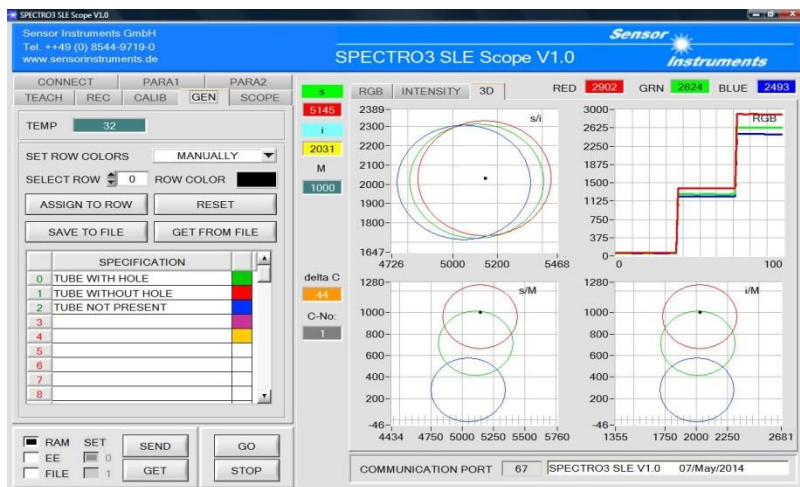 SPECTRO3 SLE Scope V1.0
Sensor Instruments GmbH
Tel. ++49 (0) 8544-9719-0
www.sensorinstruments.de
SPECTRO3 SLE Scope V1.0
Sensor
Instruments
CONNECT PARA1 PARA2
TEACH REC CALIB GEN SCOPE
TEMP 32
SET ROW COLORS MANUALLY
SELECT ROW 0 ROW COLOR
ASSIGN TO ROW RESET
SAVE TO FILE GET FROM FILE
SPECIFICATION
0 TUBE WITH HOLE
1 TUBE WITHOUT HOLE
2 TUBE NOT PRESENT
3
4
5
6
7
8
RAM SET SEND GO
EE 0
FILE 1 GET STOP
s
5145
i
2031
M
1000
delta C
44
C-No:
1
RGB INTENSITY 3D RED 2902 GRN 2624 BLUE 2493
s/i
2389-
2300-
2200-
2100-
2000-
1900-
1800-
1647-
4726 5000 5200 5468
RGB
3000-
2625-
2250-
1875-
1500-
1125-
750-
375-
0-
0 100
s/M
1280-
1000-
800-
600-
400-
200-
-46-
4434 4750 5000 5250 5500 5760
i/M
1280-
1000-
800-
600-
400-
200-
-46-
1355 1750 2000 2250 2681
COMMUNICATION PORT 67 SPECTRO3 SLE V1.0 07/May/2014